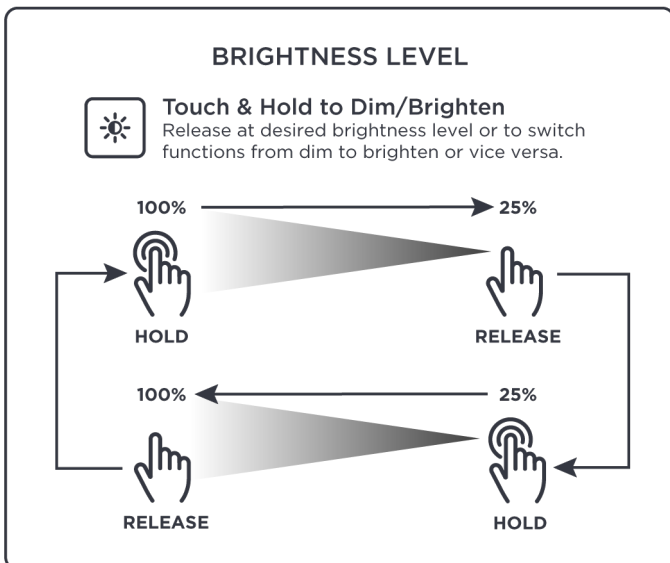 BRIGHTNESS LEVEL
Touch & Hold to Dim/Brighten
Release at desired brightness level or to switch
functions from dim to brighten or vice versa.
100% 25%
HOLD RELEASE
100% 25%
RELEASE HOLD